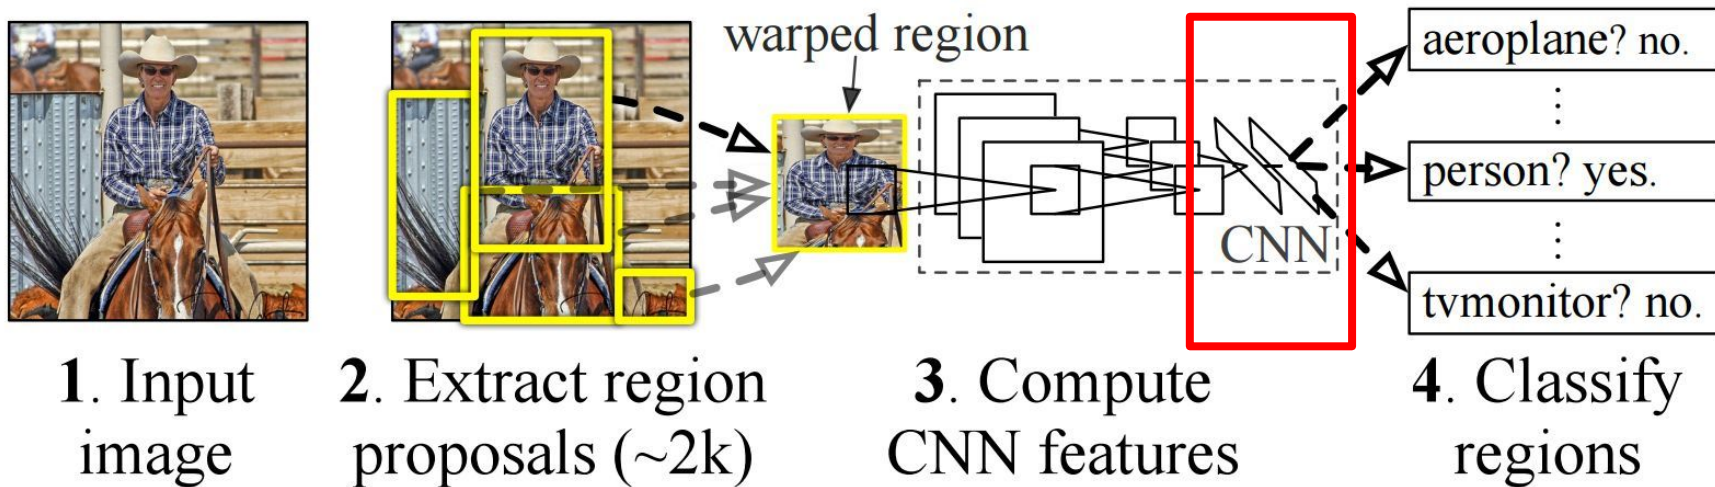 warped region
aeroplane? no.
person? yes.
CNN
tvmonitor? no.
1. Input
image
2. Extract region
proposals (~2k)
3. Compute
CNN features
4. Classify
regions